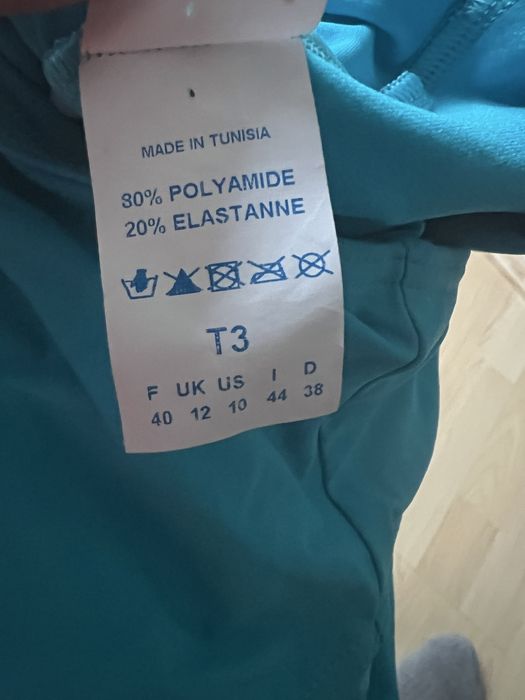 MADE IN TUNISIA
80% POLYAMIDE
20% ELASTANNE
T3
F UK US I D
40 12 10 44 38